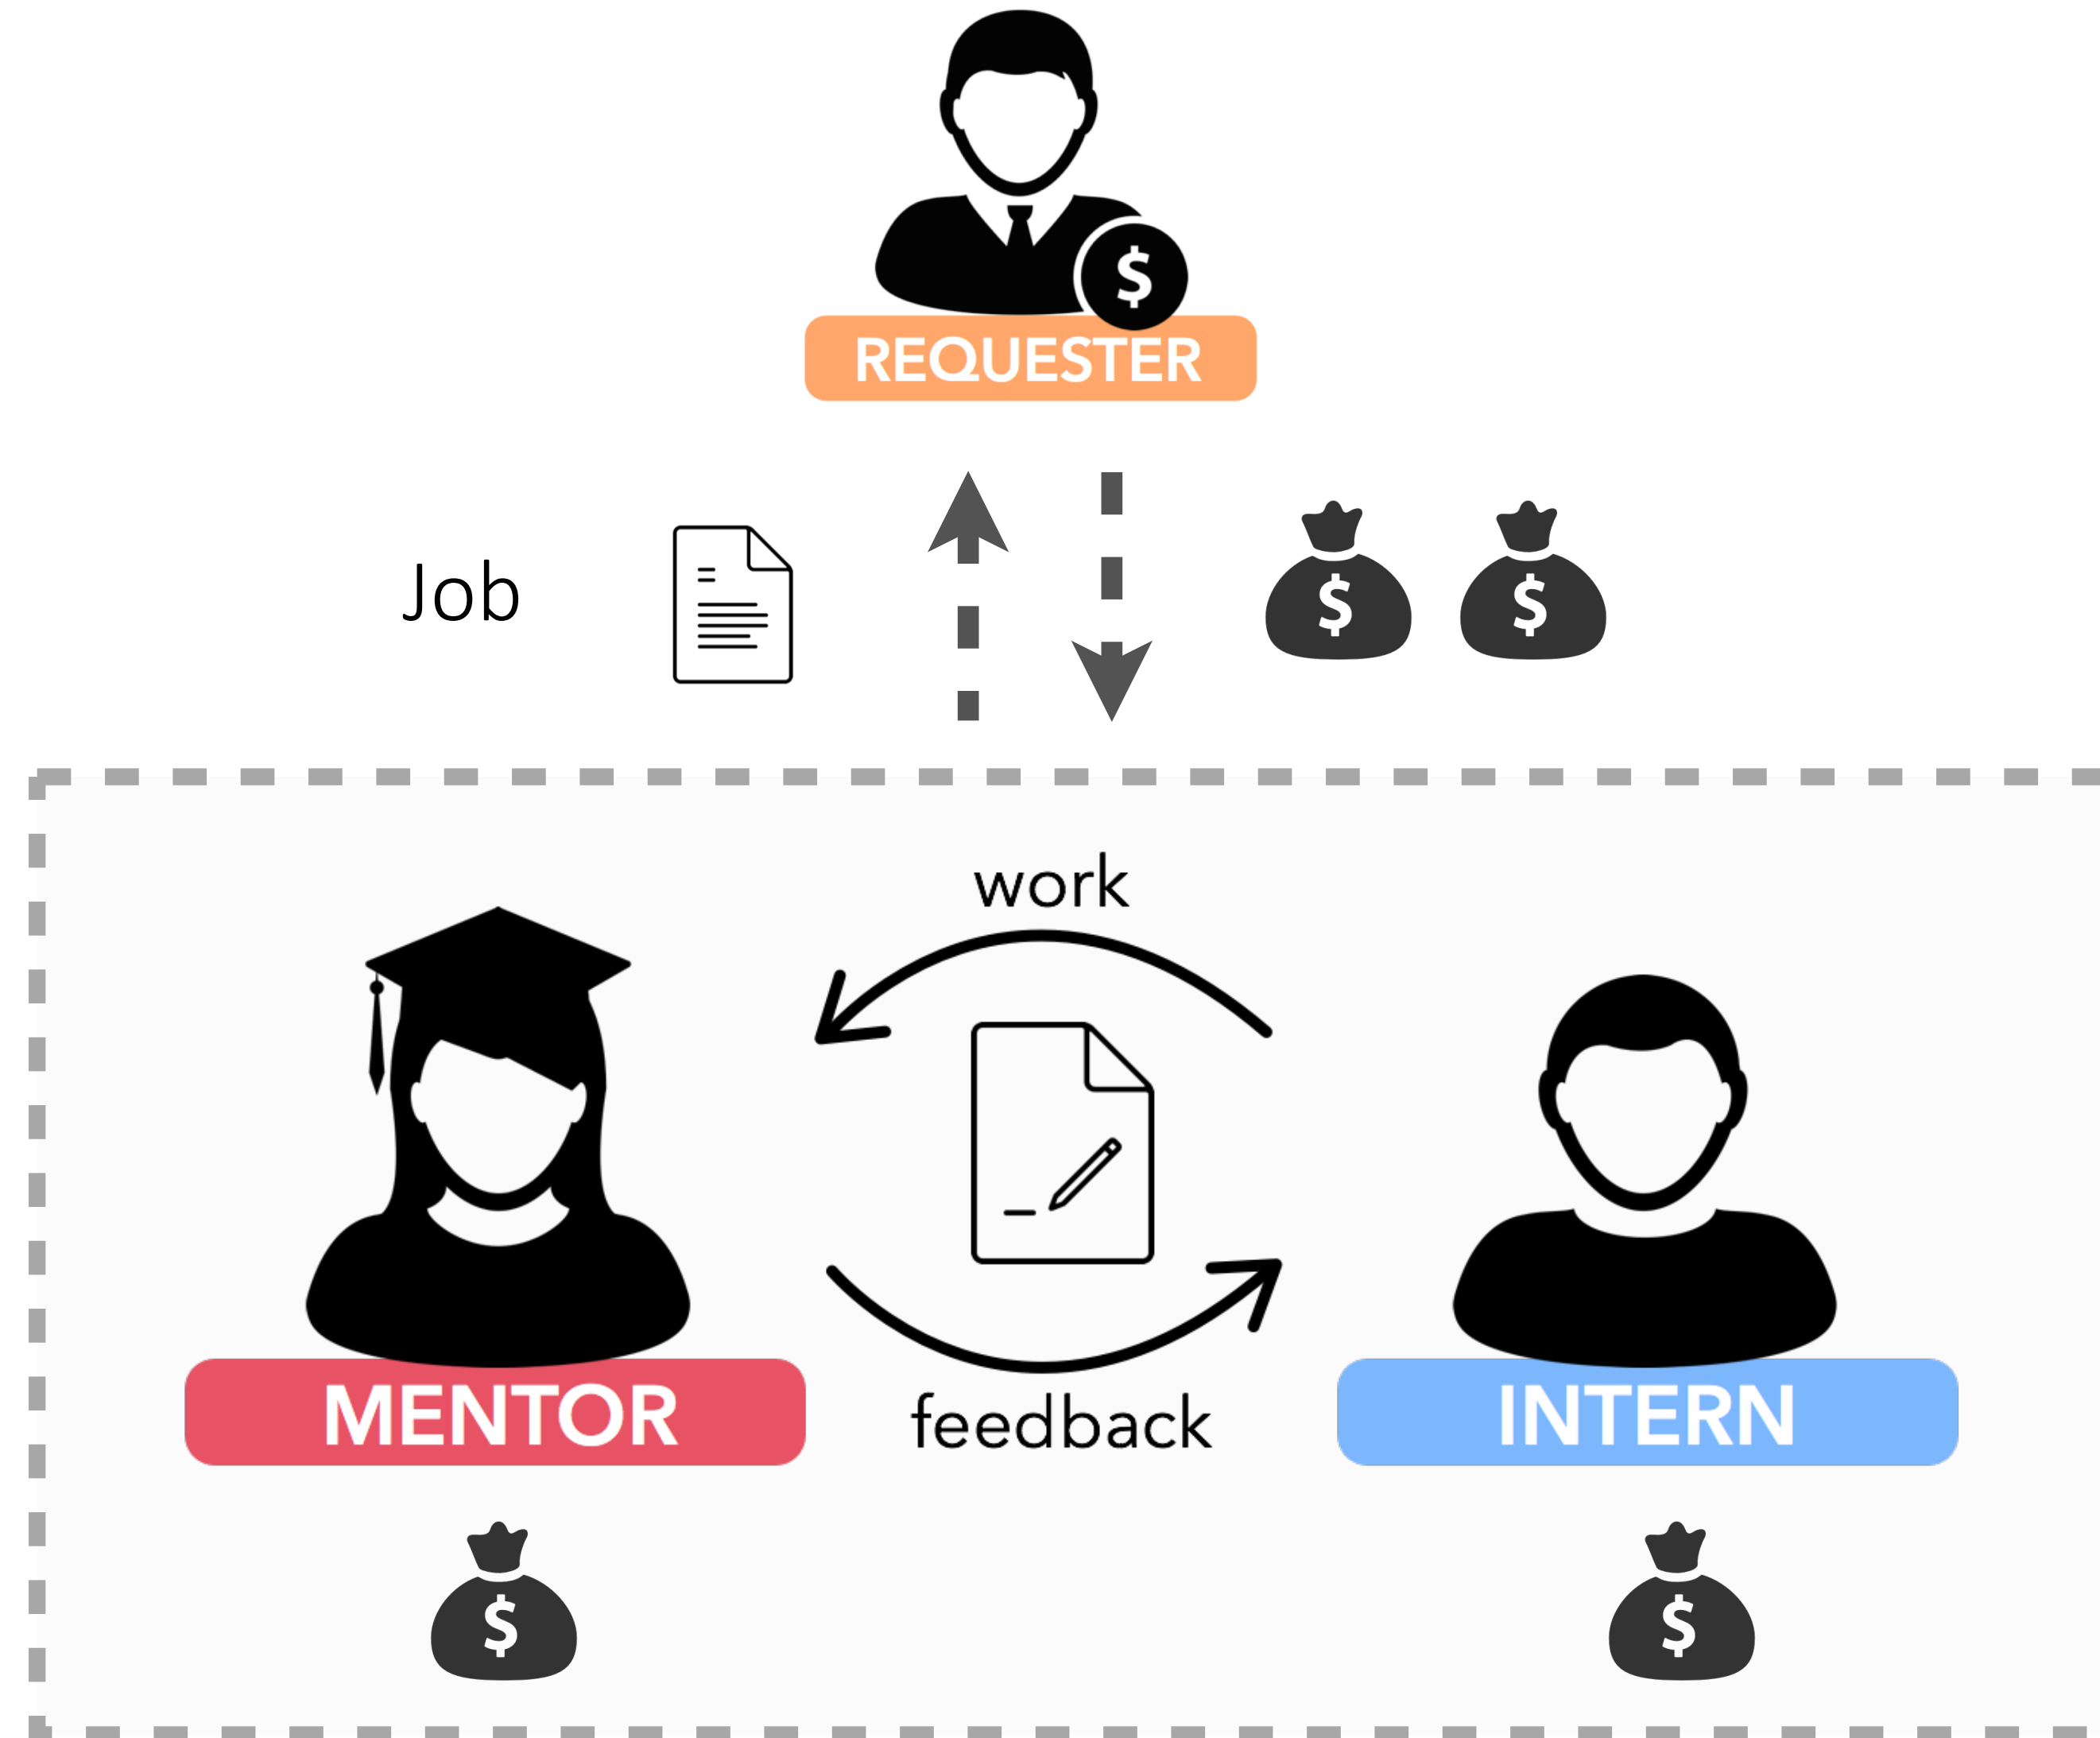 REQUESTER
Job
$
$
$
work
MENTOR
INTERN
feedback
$
$